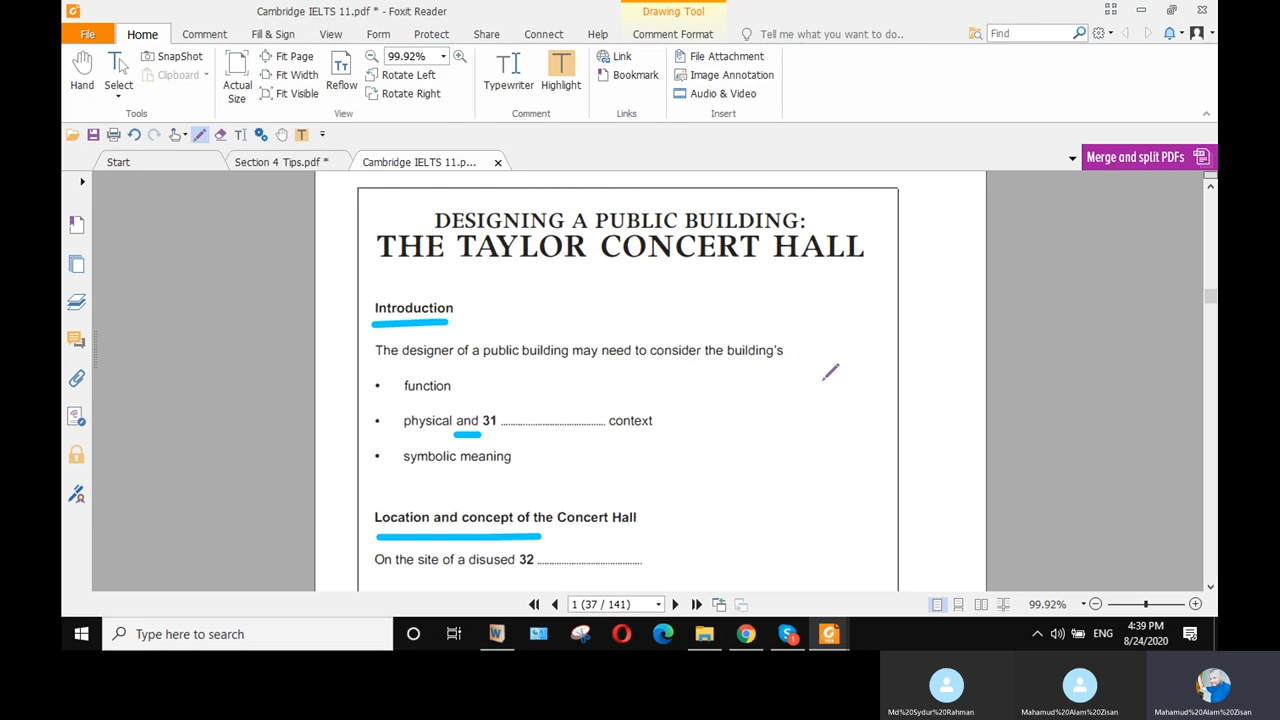 Cambridge IELTS 11.pdf * - Foxit Reader
Drawing Tool
File Home Comment Fill & Sign View Form Protect Share Connect Help Comment Format Tell me what you want to do.. Find
SnapShot
Clipboard
Hand Select
Tools
Actual Size
Fit Page
Fit Width
Fit Visible
Reflow
99.92%
Rotate Left
Rotate Right
View
Typewriter Highlight
Comment
Link
Bookmark
Links
File Attachment
Image Annotation
Audio & Video
Insert
Start Section 4 Tips.pdf * Cambridge IELTS 11.p... Merge and split PDFs
DESIGNING A PUBLIC BUILDING:
THE TAYLOR CONCERT HALL
Introduction
The designer of a public building may need to consider the building's
• function
• physical and 31 ........................................ context
• symbolic meaning
Location and concept of the Concert Hall
On the site of a disused 32 ........................................
1 (37 / 141) 99.92%
Type here to search
ENG
4:39 PM
8/24/2020
Md%20Sydur%20Rahman Mahamud%20Alam%20Zisan Mahamud%20Alam%20Zisan